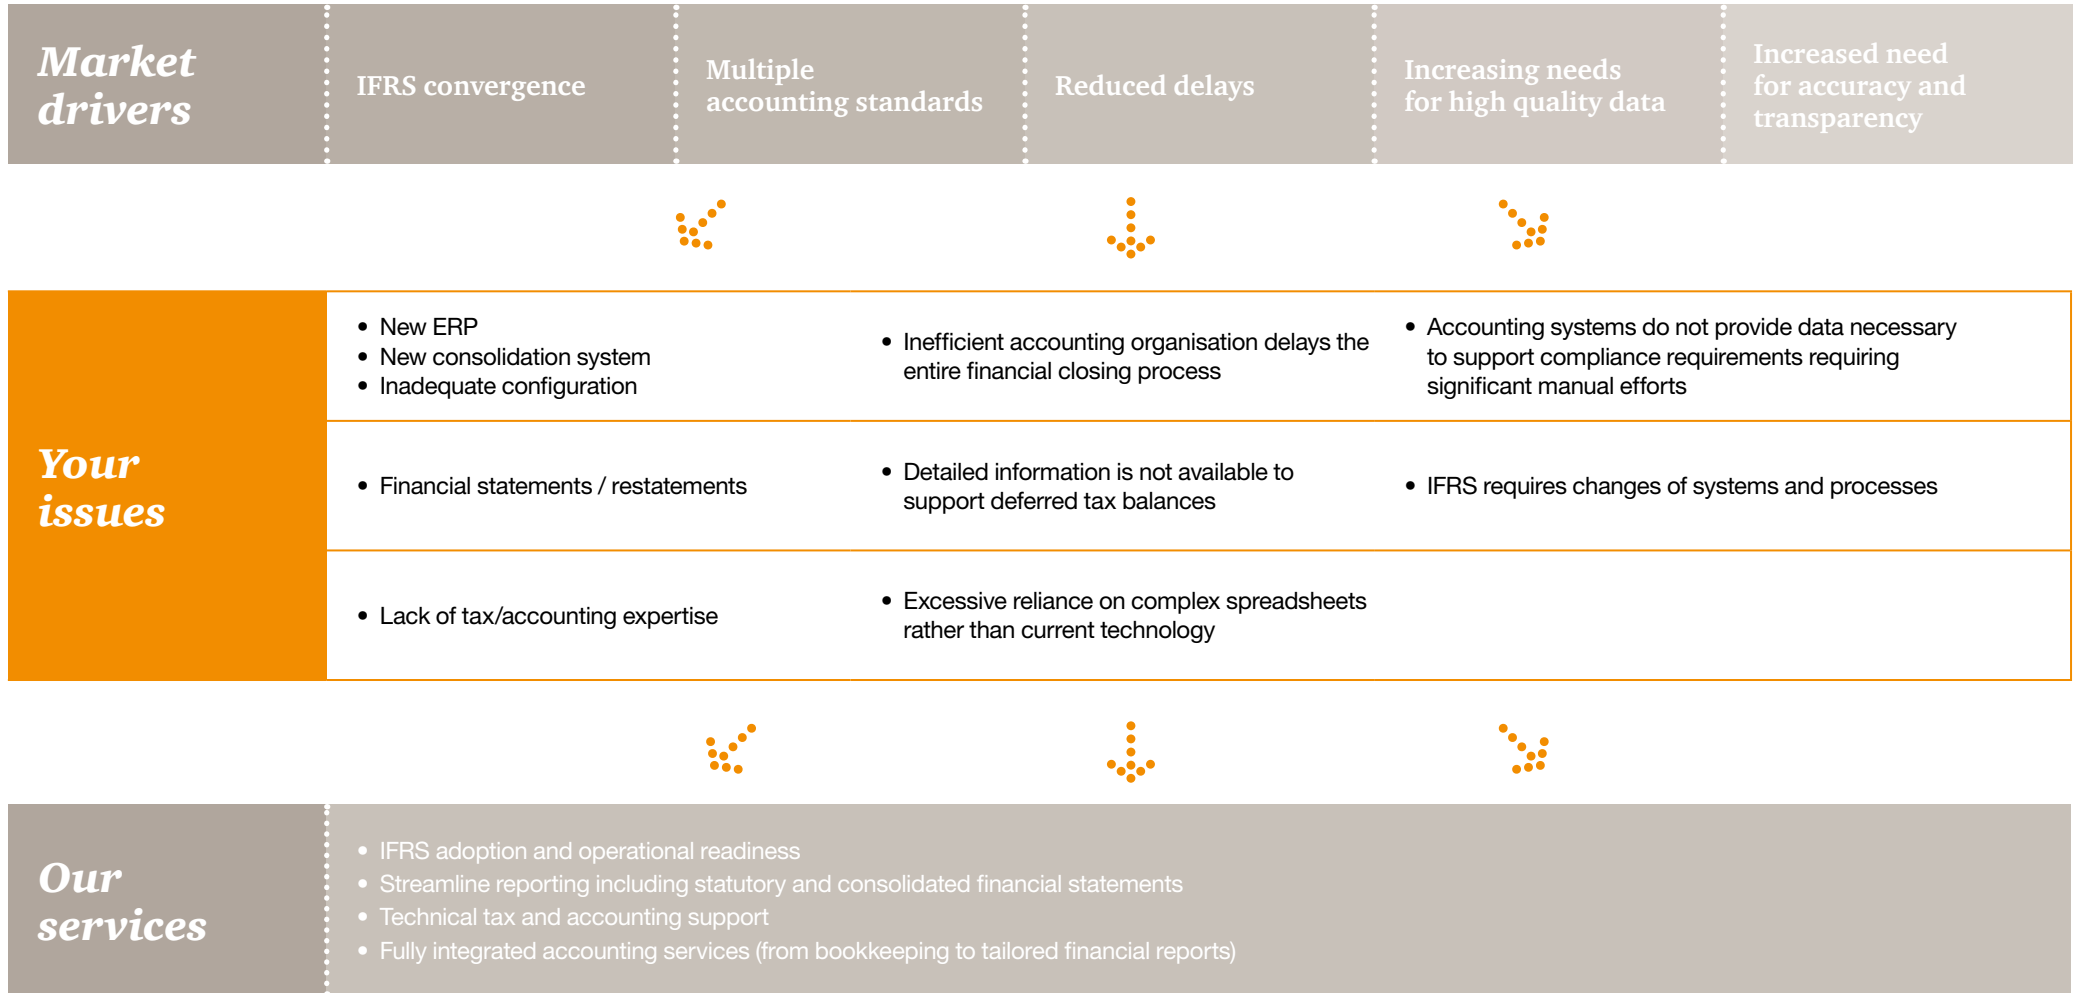 Market
drivers
IFRS convergence
Multiple
accounting standards
Reduced delays
Increasing needs
for high quality data
Increased need
for accuracy and
transparency
Your
issues
• New ERP
• New consolidation system
• Inadequate configuration
• Inefficient accounting organisation delays the
entire financial closing process
• Accounting systems do not provide data necessary
to support compliance requirements requiring
significant manual efforts
• Financial statements / restatements
• Detailed information is not available to
support deferred tax balances
• IFRS requires changes of systems and processes
• Lack of tax/accounting expertise
• Excessive reliance on complex spreadsheets
rather than current technology
Our
services
• IFRS adoption and operational readiness
• Streamline reporting including statutory and consolidated financial statements
• Technical tax and accounting support
• Fully integrated accounting services (from bookkeeping to tailored financial reports)